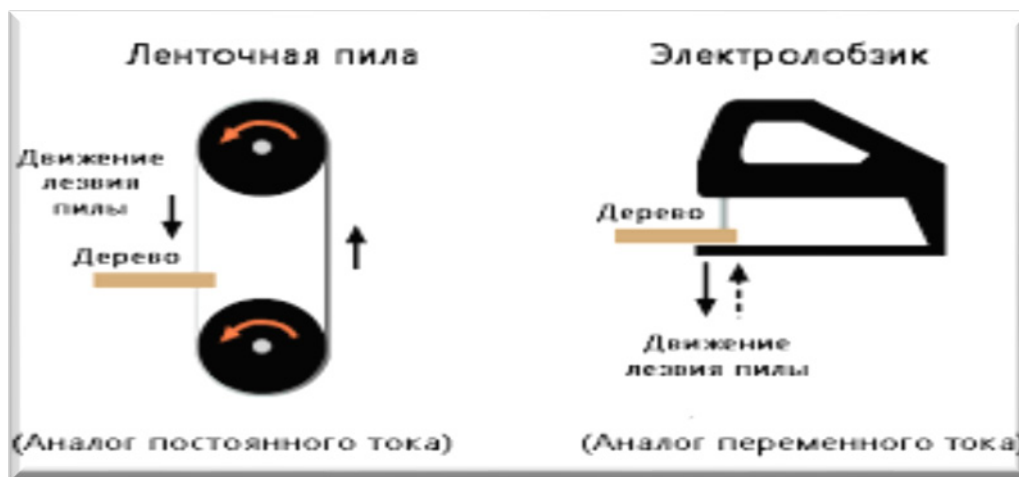 Ленточная пила
Движение
лезвия
пилы
Дерево
(Аналог постоянного тока)
Электролобзик
Дерево
Движение
лезвия пилы
(Аналог переменного тока)